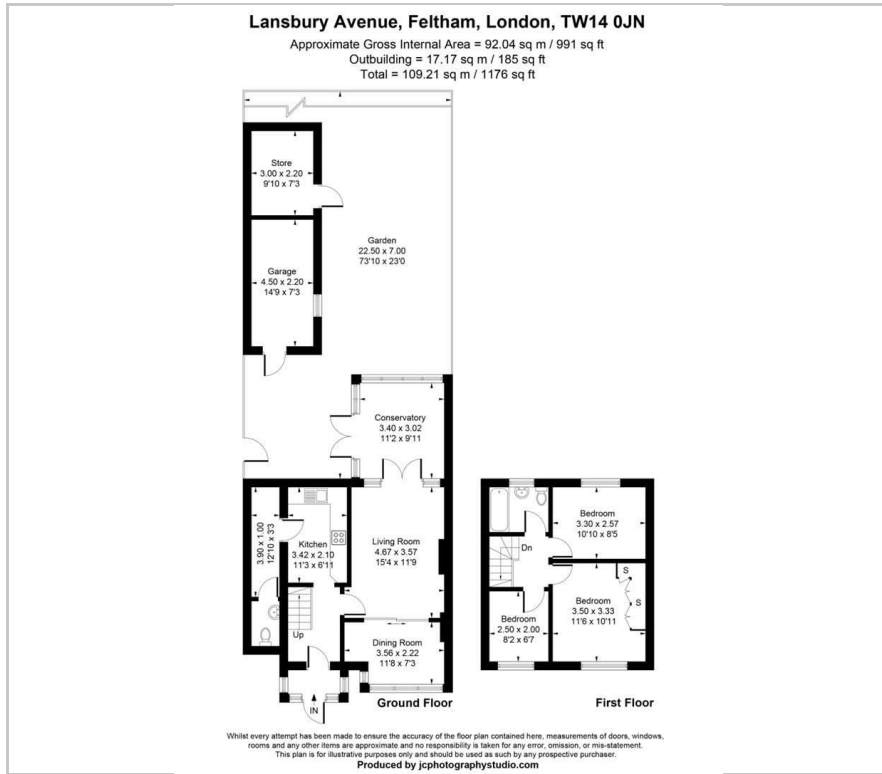 Lansbury Avenue, Feltham, London, TW14 0JN
Approximate Gross Internal Area = 92.04 sq m / 991 sq ft
Outbuilding = 17.17 sq m / 185 sq ft
Total = 109.21 sq m / 1176 sq ft
Store
3.00 x 2.20
9'10 x 7'3
Garden
22.50 x 7.00
73'10 x 23'0
Garage
4.50 x 2.20
14'9 x 7'3
Conservatory
3.40 x 3.02
11'2 x 9'11
3.90 x 1.00
12'10 x 3'3
Kitchen
3.42 x 2.10
11'3 x 6'11
Living Room
4.67 x 3.57
15'4 x 11'9
Up
Dining Room
3.56 x 2.22
11'8 x 7'3
IN
Ground Floor
Bedroom
3.30 x 2.57
10'10 x 8'5
Dn
Bedroom
3.50 x 3.33
11'6 x 10'11
S
S
Bedroom
2.50 x 2.00
8'2 x 6'7
First Floor
Whilst every attempt has been made to ensure the accuracy of the floor plan contained here, measurements of doors, windows,
rooms and any other items are approximate and no responsibility is taken for any error, omission, or mis-statement.
This plan is for illustrative purposes only and should be used as such by any prospective purchaser.
Produced by jcphotographystudio.com